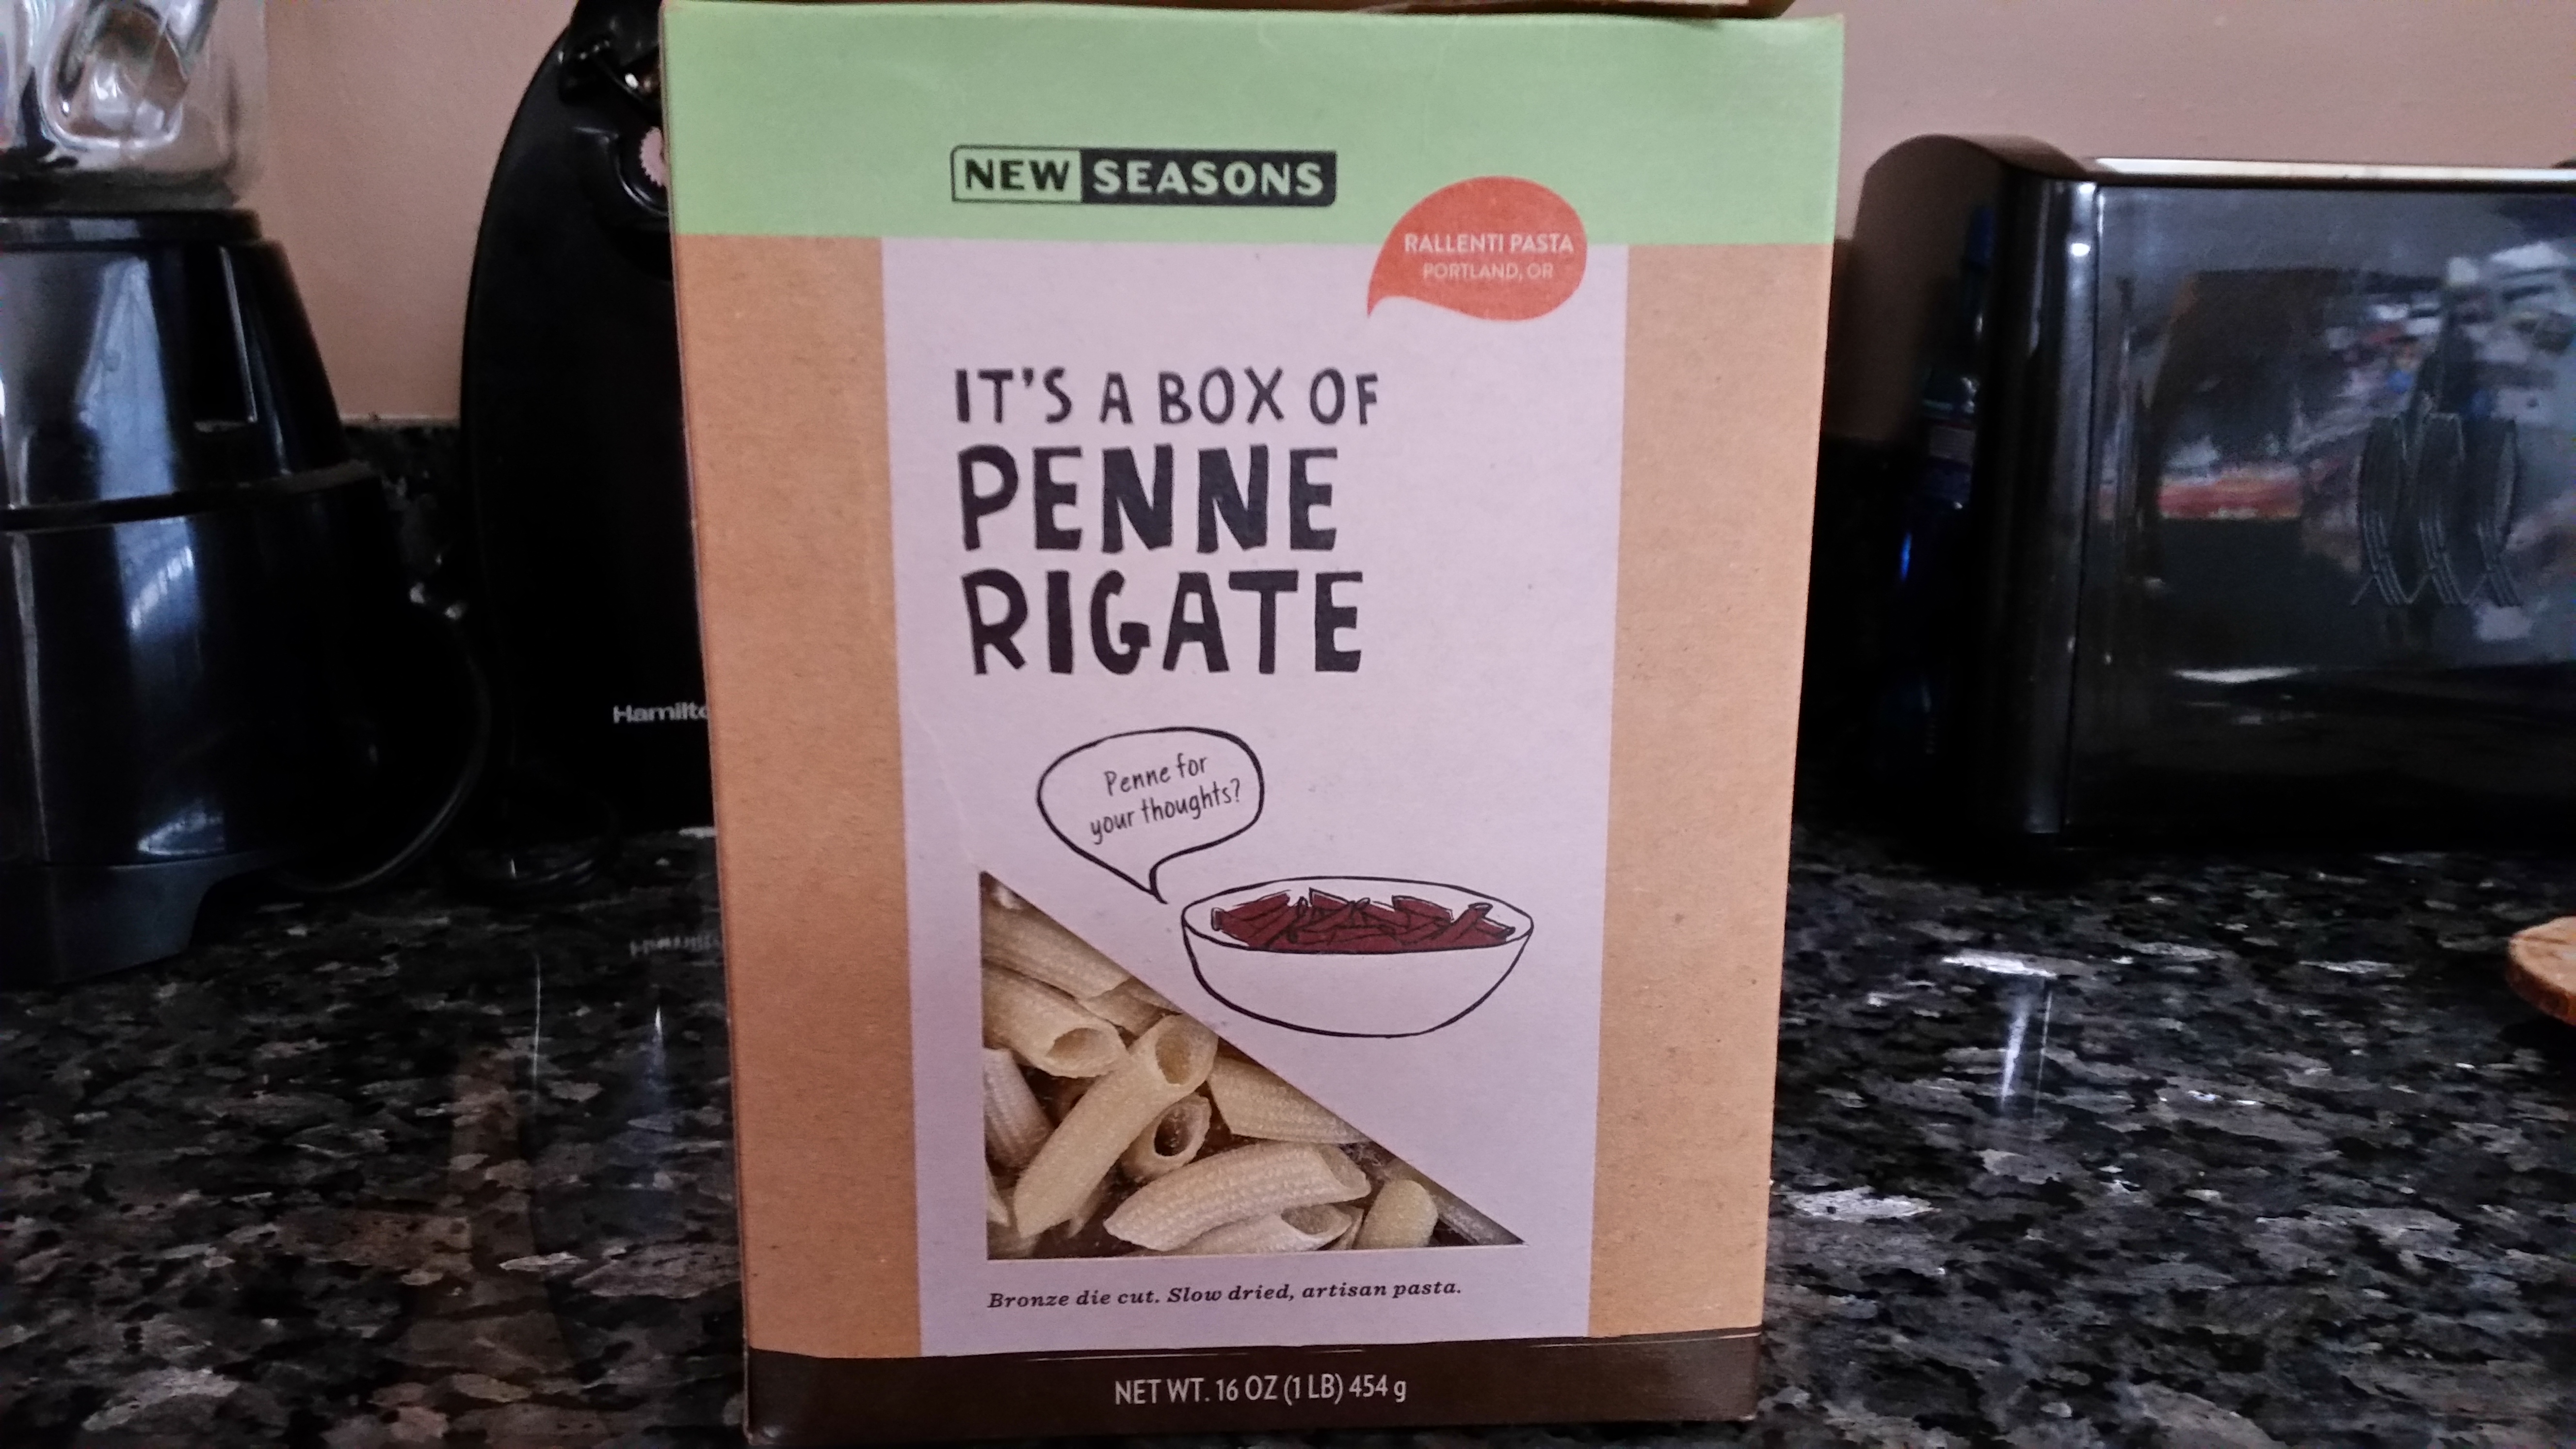 NEW SEASONS
RALLENTI PASTA
PORTLAND, OR
IT'S A BOX OF
PENNE
RIGATE
Hamilto
Penne for
your thoughts?
Bronze die cut. Slow dried, artisan pasta.
NET WT. 16 OZ (1 LB) 454 g